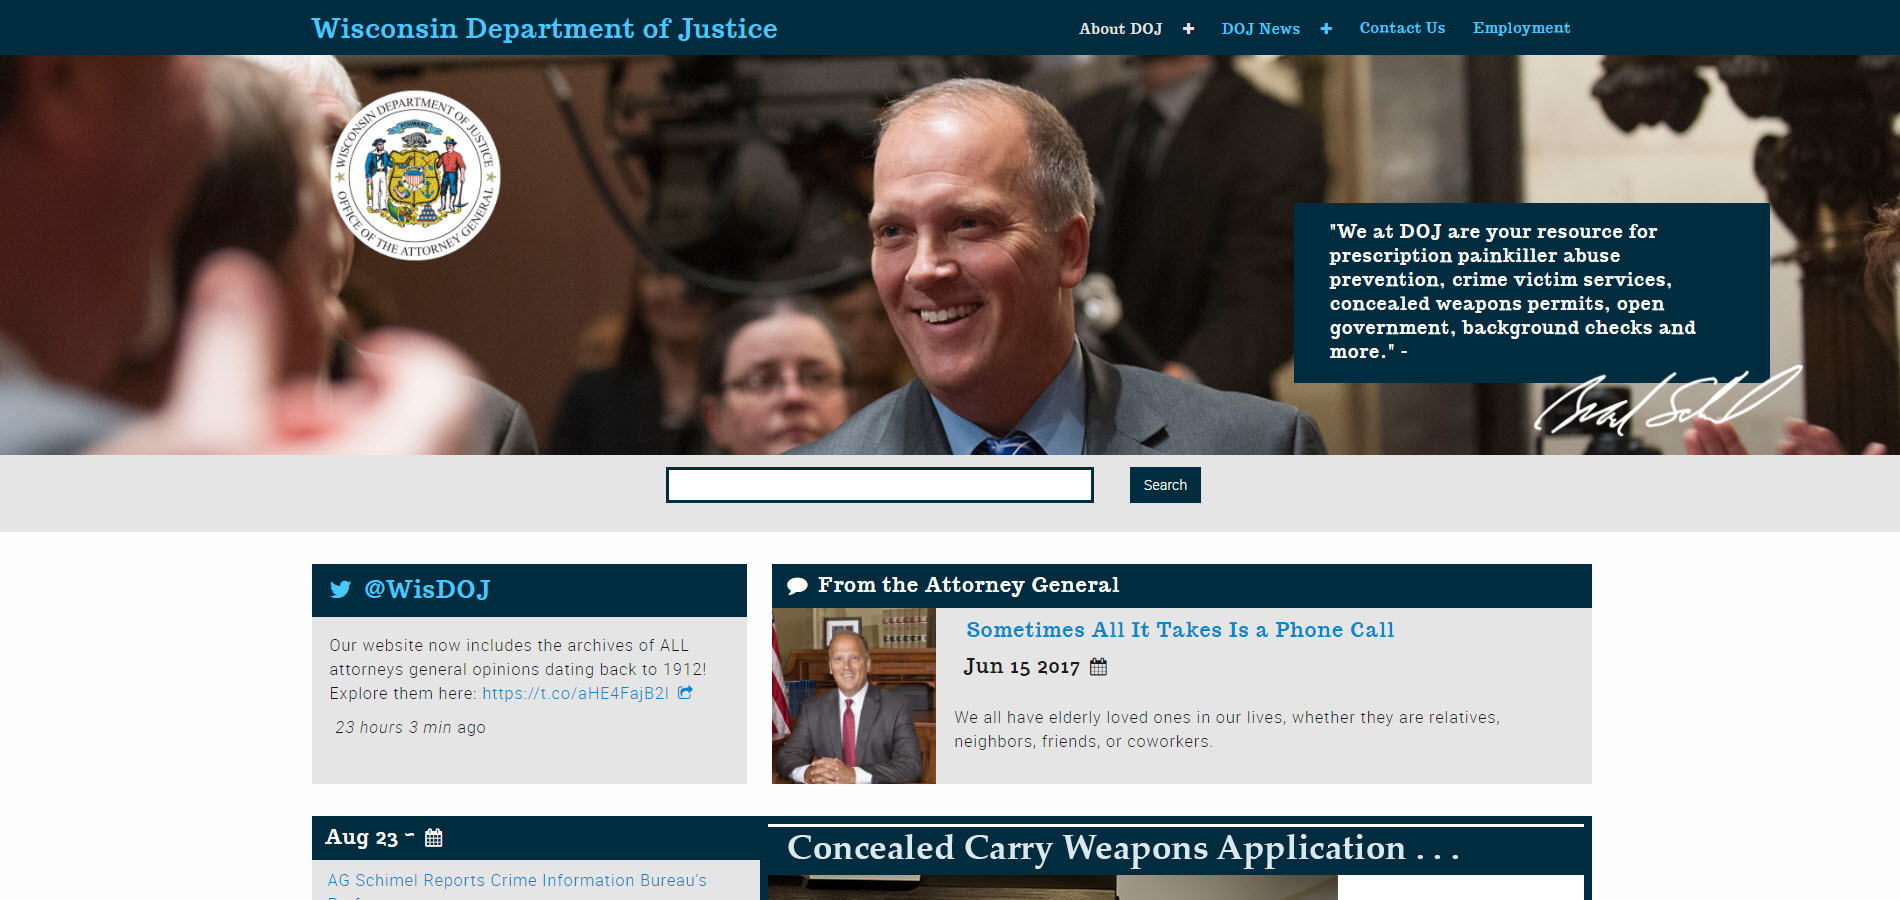 Wisconsin Department of Justice
About DOJ
DOJ News
Contact Us
Employment
WISCONSIN DEPARTMENT OF JUSTICE
FORWARD
OFFICE OF THE ATTORNEY GENERAL
"We at DOJ are your resource for
prescription painkiller abuse
prevention, crime victim services,
concealed weapons permits, open
government, background checks and
more." -
Brad Schimel
Search
@WisDOJ
Our website now includes the archives of ALL
attorneys general opinions dating back to 1912!
Explore them here: https://t.co/aHE4FajB2I
23 hours 3 min ago
From the Attorney General
Sometimes All It Takes Is a Phone Call
Jun 15 2017
We all have elderly loved ones in our lives, whether they are relatives,
neighbors, friends, or coworkers.
Aug 23 ~
AG Schimel Reports Crime Information Bureau's
Concealed Carry Weapons Application . . .